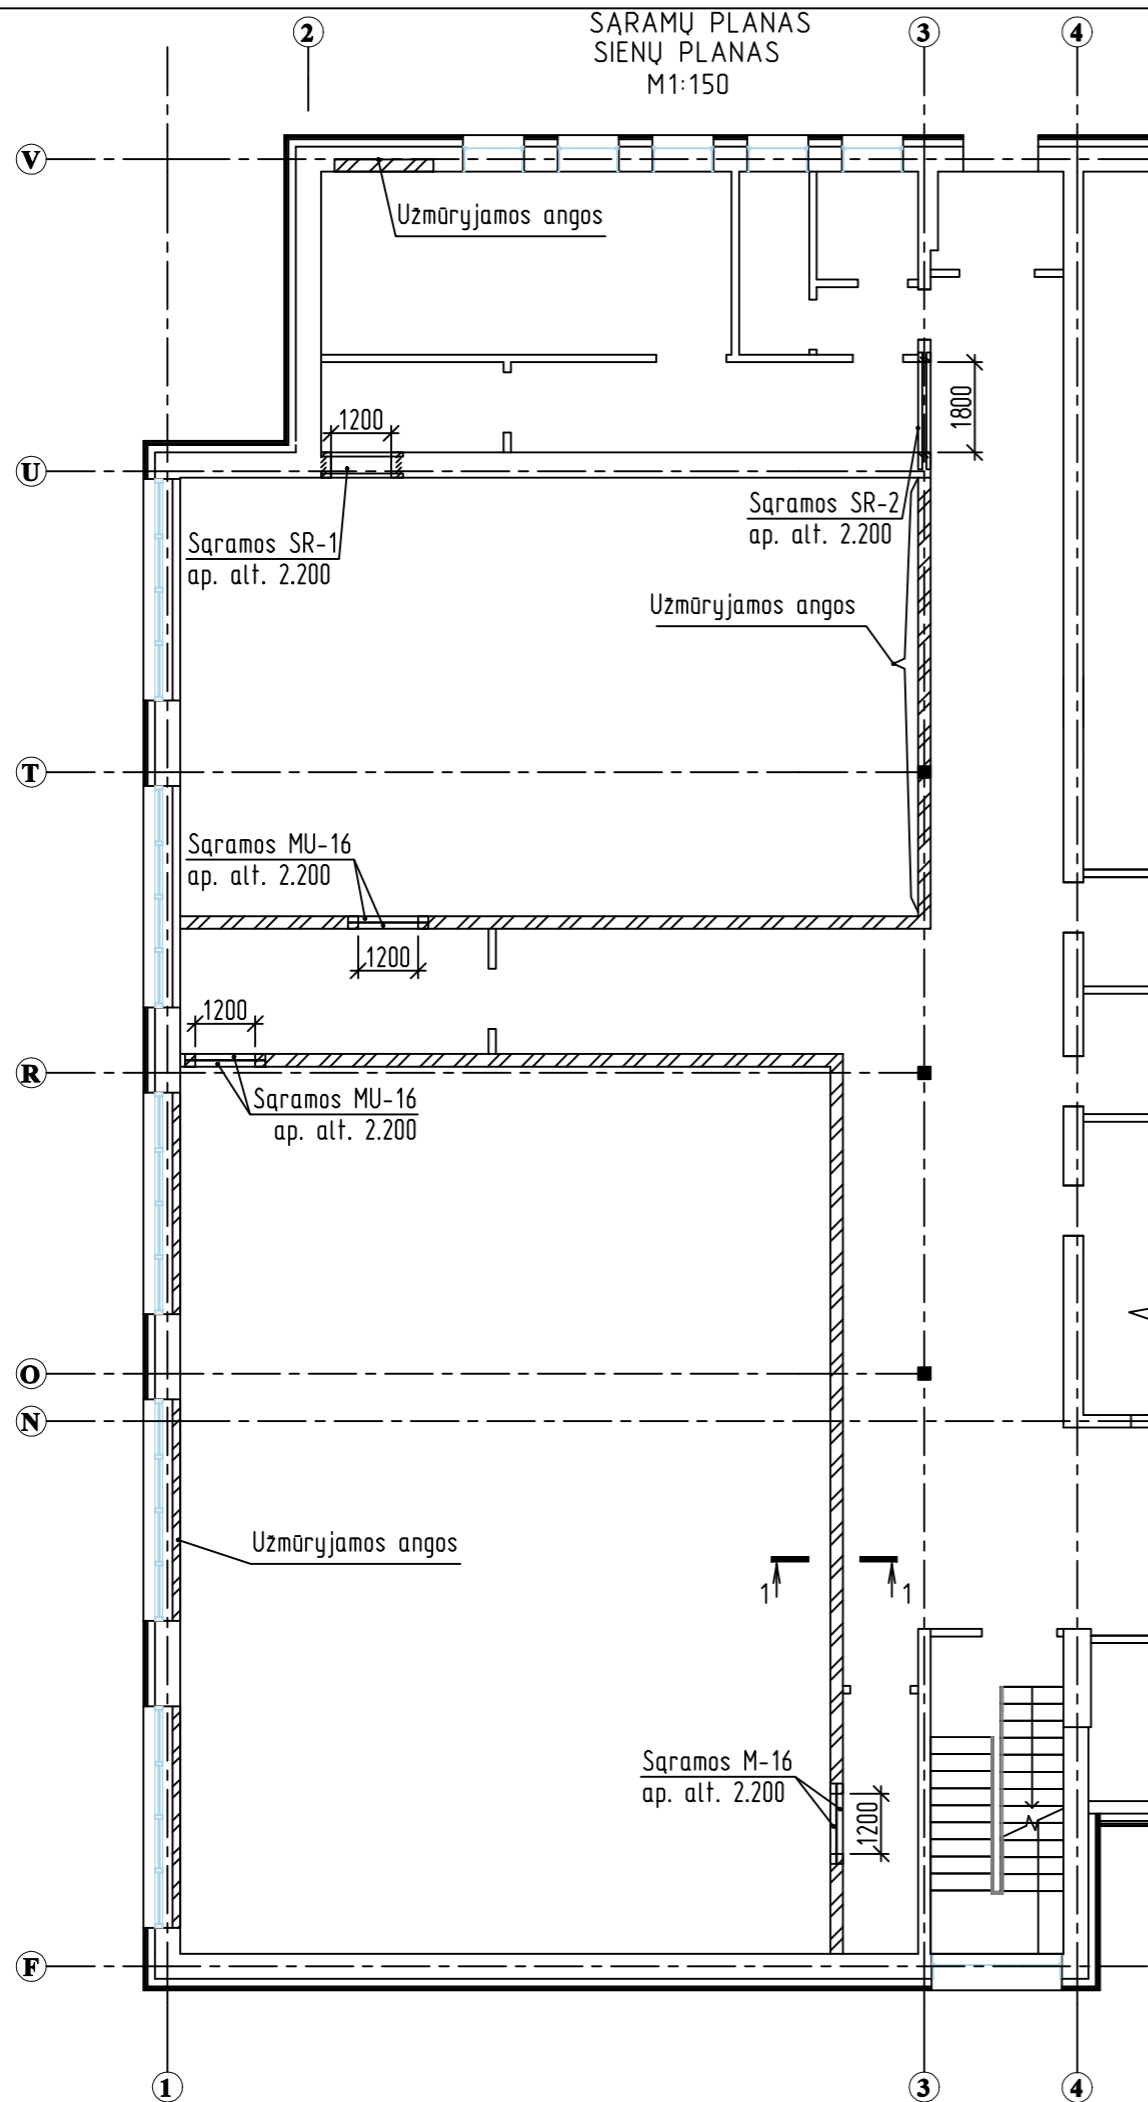 SĄRAMŲ PLANAS
SIENŲ PLANAS
M1:150
2
3
4
V
Užmūryjamos angos
1800
1200
U
Sąramos SR-2
ap. alt. 2.200
Sąramos SR-1
ap. alt. 2.200
Užmūryjamos angos
T
Sąramos MU-16
ap. alt. 2.200
1200
1200
R
Sąramos MU-16
ap. alt. 2.200
O
N
Užmūryjamos angos
1
1
Sąramos M-16
ap. alt. 2.200
1200
F
1
3
4